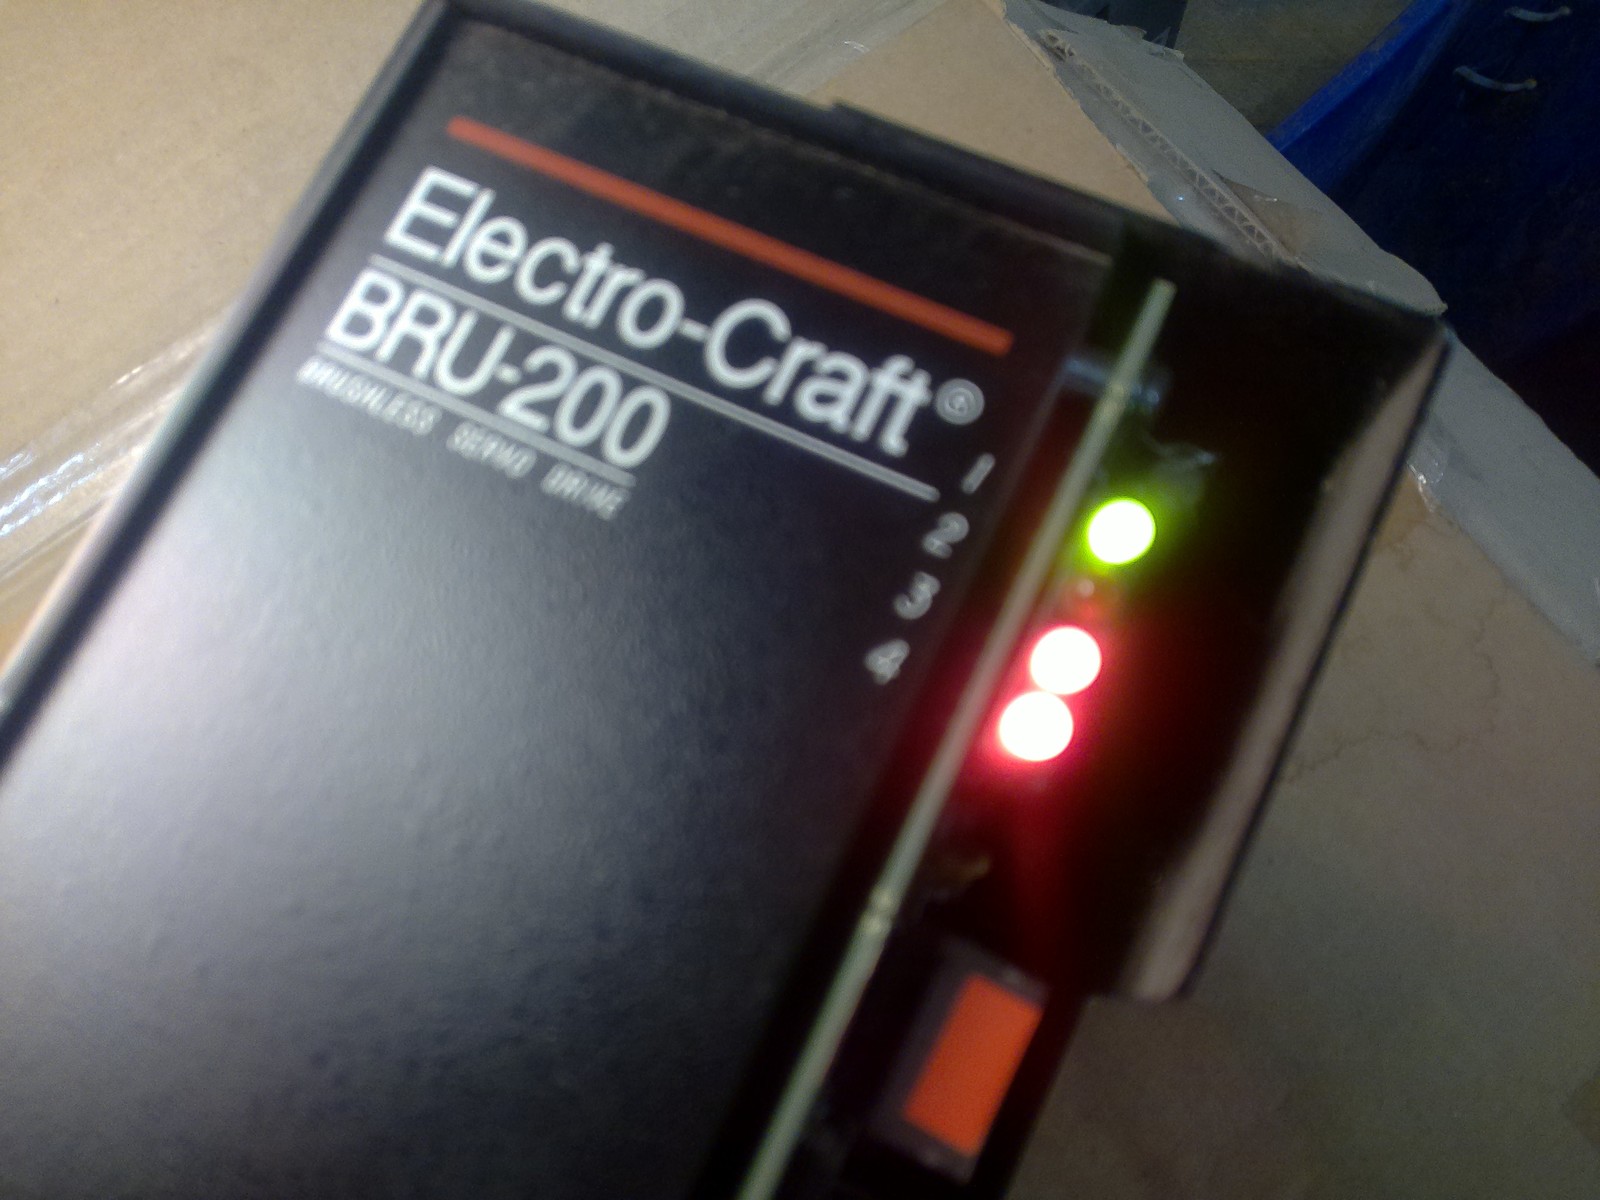 Electro-Craft®
BRU-200
BRUSHLESS SERVO DRIVE
1
2
3
4